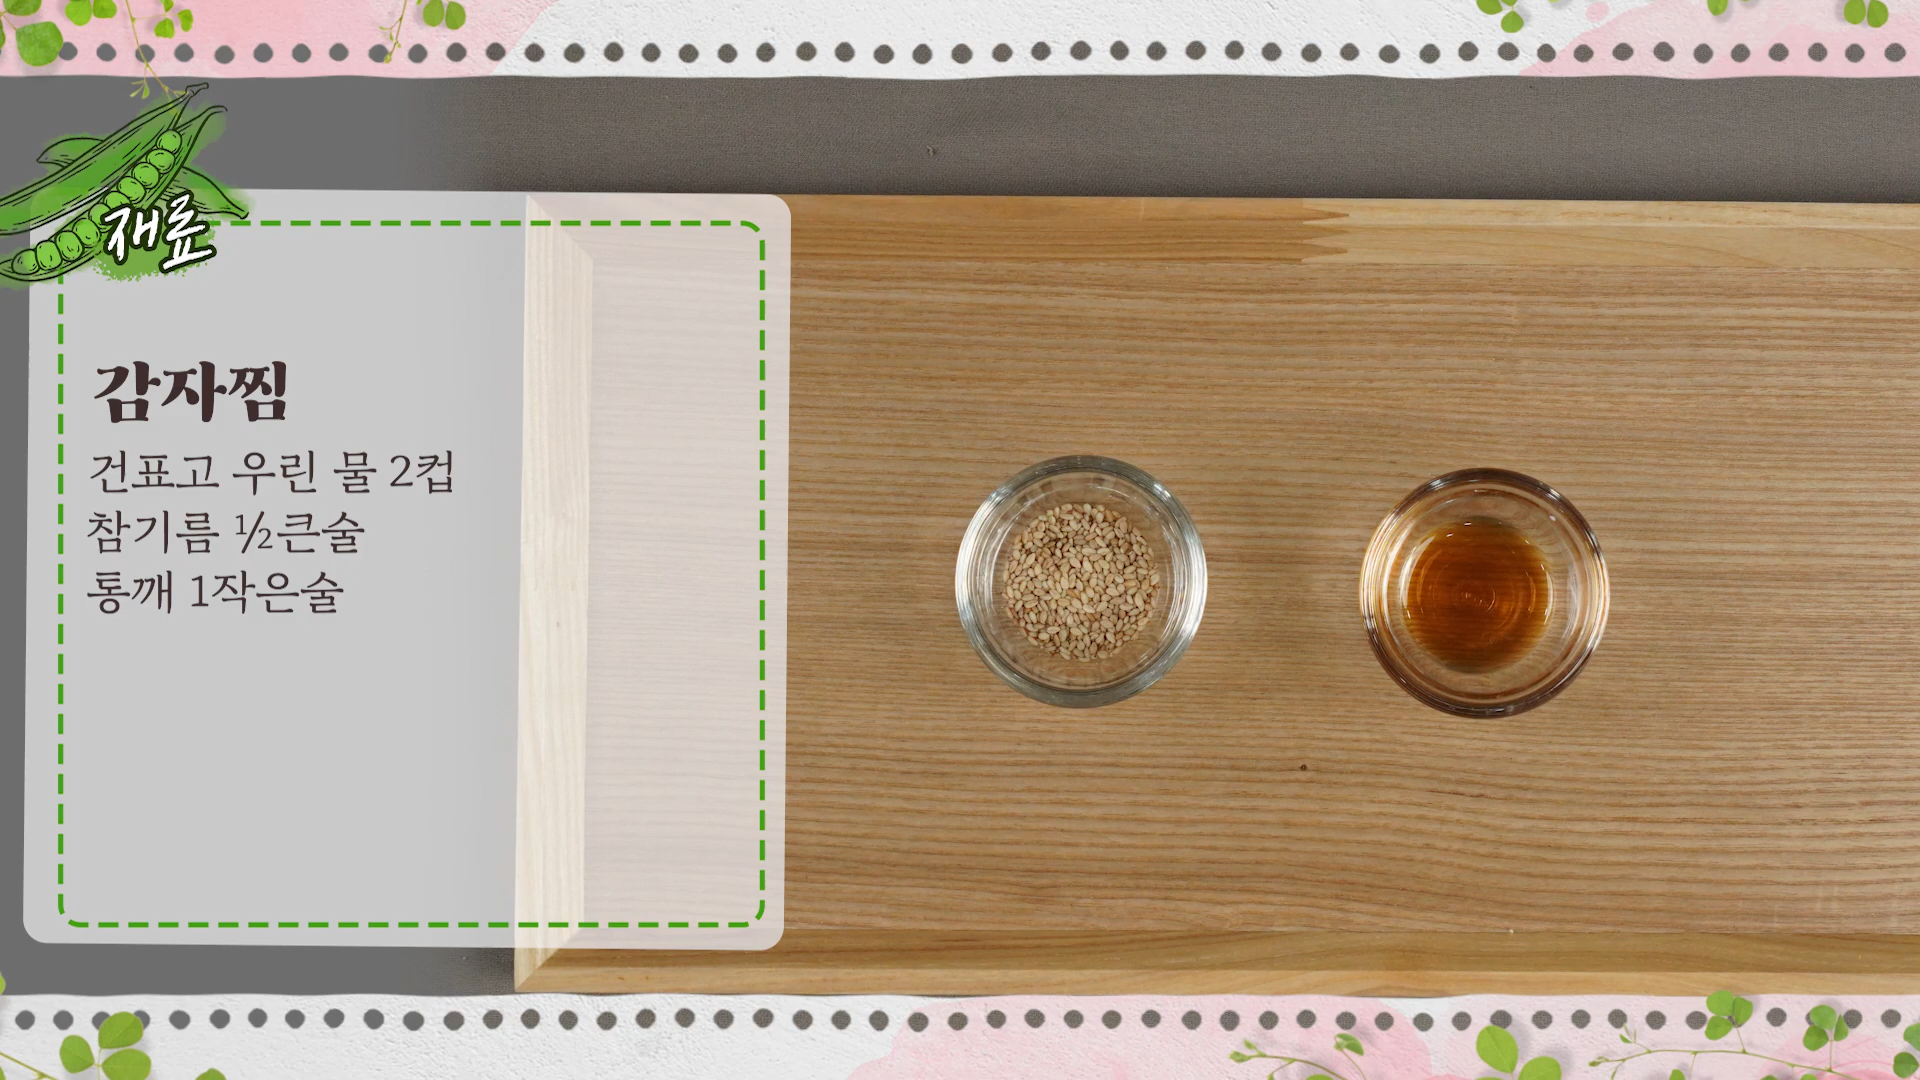 재료
감자찜
건표고 우린 물 2컵
참기름 ½큰술
통깨 1작은술